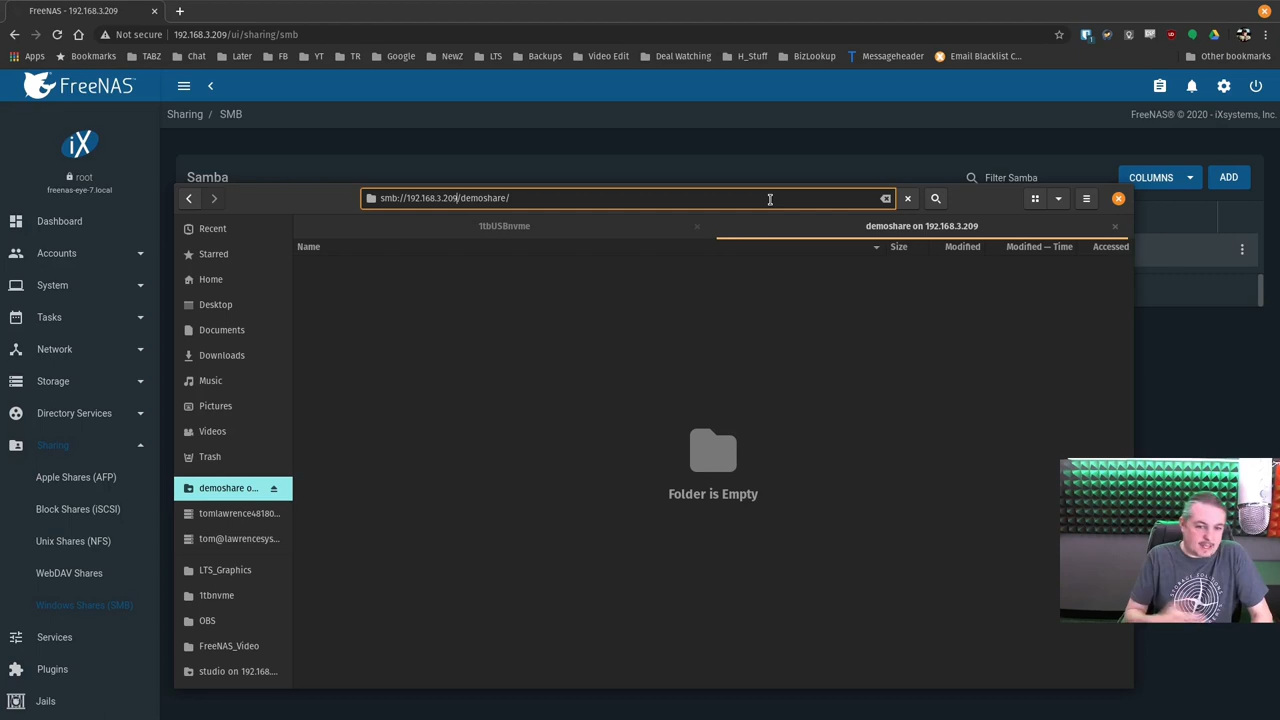 FreeNAS - 192.168.3.209
Not secure 192.168.3.209/ui/sharing/smb
Apps Bookmarks TABZ Chat Later FB YT TR Google NewZ LTS Backups Video Edit Deal Watching H_Stuff BizLookup Messageheader Email Blacklist C... Other bookmarks
FreeNAS®
Sharing / SMB
FreeNAS® © 2020 - iXsystems, Inc.
iX
root
freenas-eye-7.local
Samba
Filter Samba
COLUMNS
ADD
Dashboard
Accounts
System
Tasks
Network
Storage
Directory Services
Sharing
Apple Shares (AFP)
Block Shares (iSCSI)
Unix Shares (NFS)
WebDAV Shares
Windows Shares (SMB)
Services
Plugins
Jails
smb://192.168.3.209/demoshare/
1tbUSBnvme
demoshare on 192.168.3.209
Name Size Modified Modified — Time Accessed
Recent
Starred
Home
Desktop
Documents
Downloads
Music
Pictures
Videos
Trash
demoshare o...
tomlawrence48180...
tom@lawrencesys...
LTS_Graphics
1tbnvme
OBS
FreeNAS_Video
studio on 192.168....
Folder is Empty